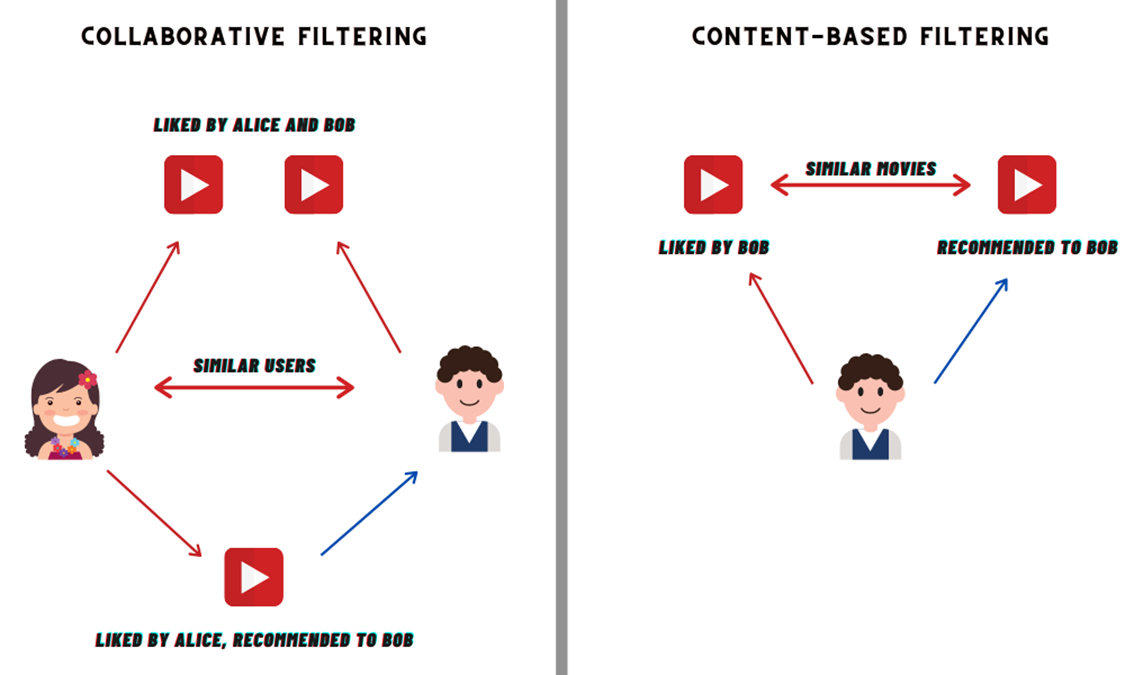 COLLABORATIVE FILTERING
LIKED BY ALICE AND BOB
SIMILAR USERS
LIKED BY ALICE, RECOMMENDED TO BOB
CONTENT-BASED FILTERING
SIMILAR MOVIES
LIKED BY BOB
RECOMMENDED TO BOB